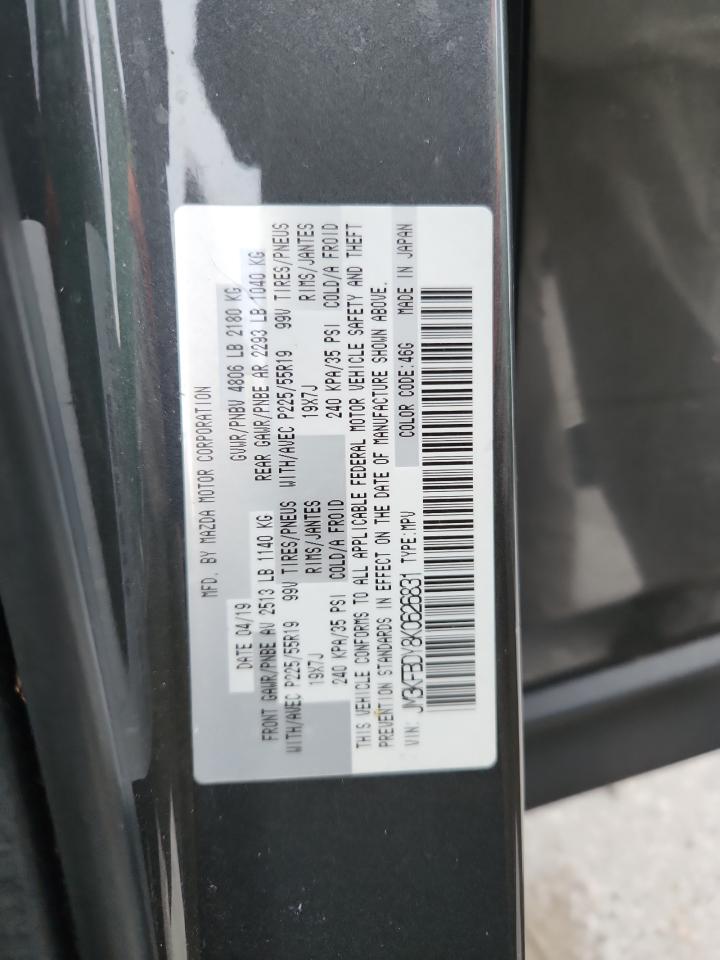 MFD. BY MAZDA MOTOR CORPORATION
DATE 04/19 GVWR/PNBV 4806 LB 2180 KG
FRONT GAWR/PNBE AV 2513 LB 1140 KG REAR GAWR/PNBE AR 2293 LB 1040 KG
WITH/AVEC P225/55R19 99V TIRES/PNEUS WITH/AVEC P225/55R19 99V TIRES/PNEUS
19X7J RIMS/JANTES 19X7J RIMS/JANTES
240 KPA/35 PSI COLD/A FROID 240 KPA/35 PSI COLD/A FROID
THIS VEHICLE CONFORMS TO ALL APPLICABLE FEDERAL MOTOR VEHICLE SAFETY AND THEFT
PREVENTION STANDARDS IN EFFECT ON THE DATE OF MANUFACTURE SHOWN ABOVE.
VIN: JM3KFBDY8K0626831 TYPE:MPV COLOR CODE:46G MADE IN JAPAN